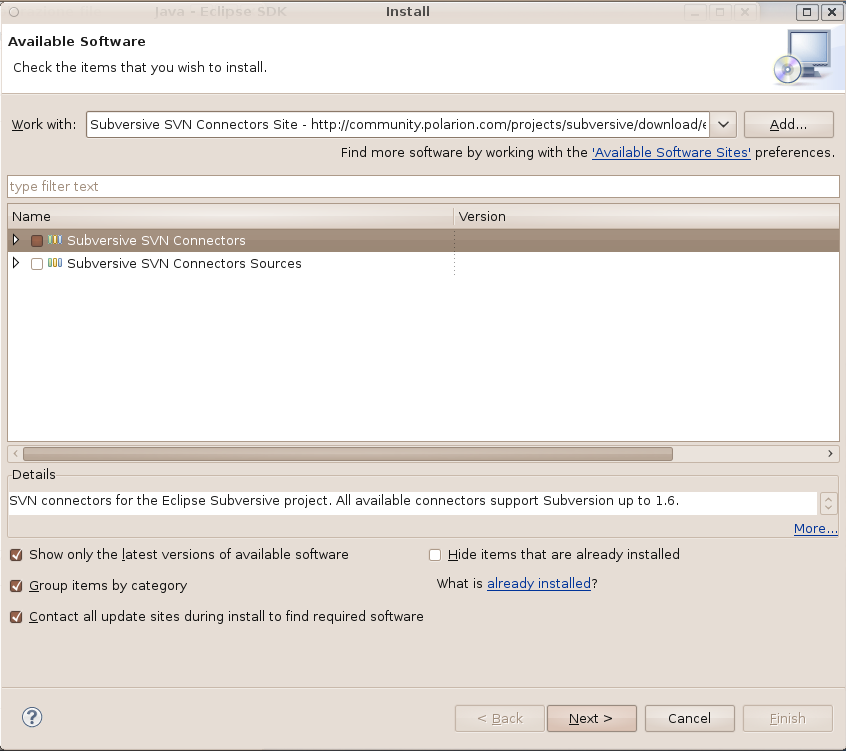 Java - Eclipse SDK
Install
Available Software
Check the items that you wish to install.
Work with: Subversive SVN Connectors Site - http://community.polarion.com/projects/subversive/download/e Add...
Find more software by working with the 'Available Software Sites' preferences.
type filter text
Name Version
Subversive SVN Connectors
Subversive SVN Connectors Sources
Details
SVN connectors for the Eclipse Subversive project. All available connectors support Subversion up to 1.6.
More...
Show only the latest versions of available software Hide items that are already installed
Group items by category What is already installed?
Contact all update sites during install to find required software
? < Back Next > Cancel Finish